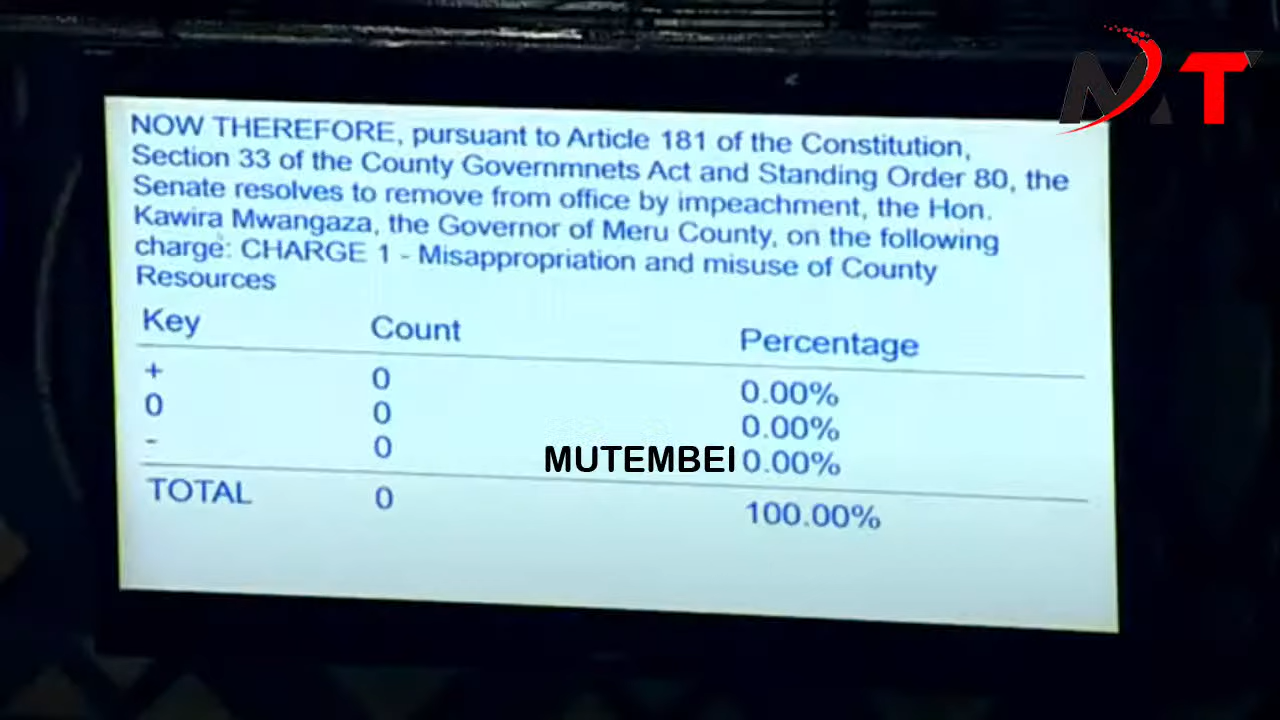 MT
NOW THEREFORE, pursuant to Article 181 of the Constitution,
Section 33 of the County Governmnets Act and Standing Order 80, the
Senate resolves to remove from office by impeachment, the Hon.
Kawira Mwangaza, the Governor of Meru County, on the following
charge: CHARGE 1 - Misappropriation and misuse of County
Resources
Key Count Percentage
+ 0 0.00%
0 0 0.00%
- 0 0.00%
MUTEMBEI
TOTAL 0 100.00%